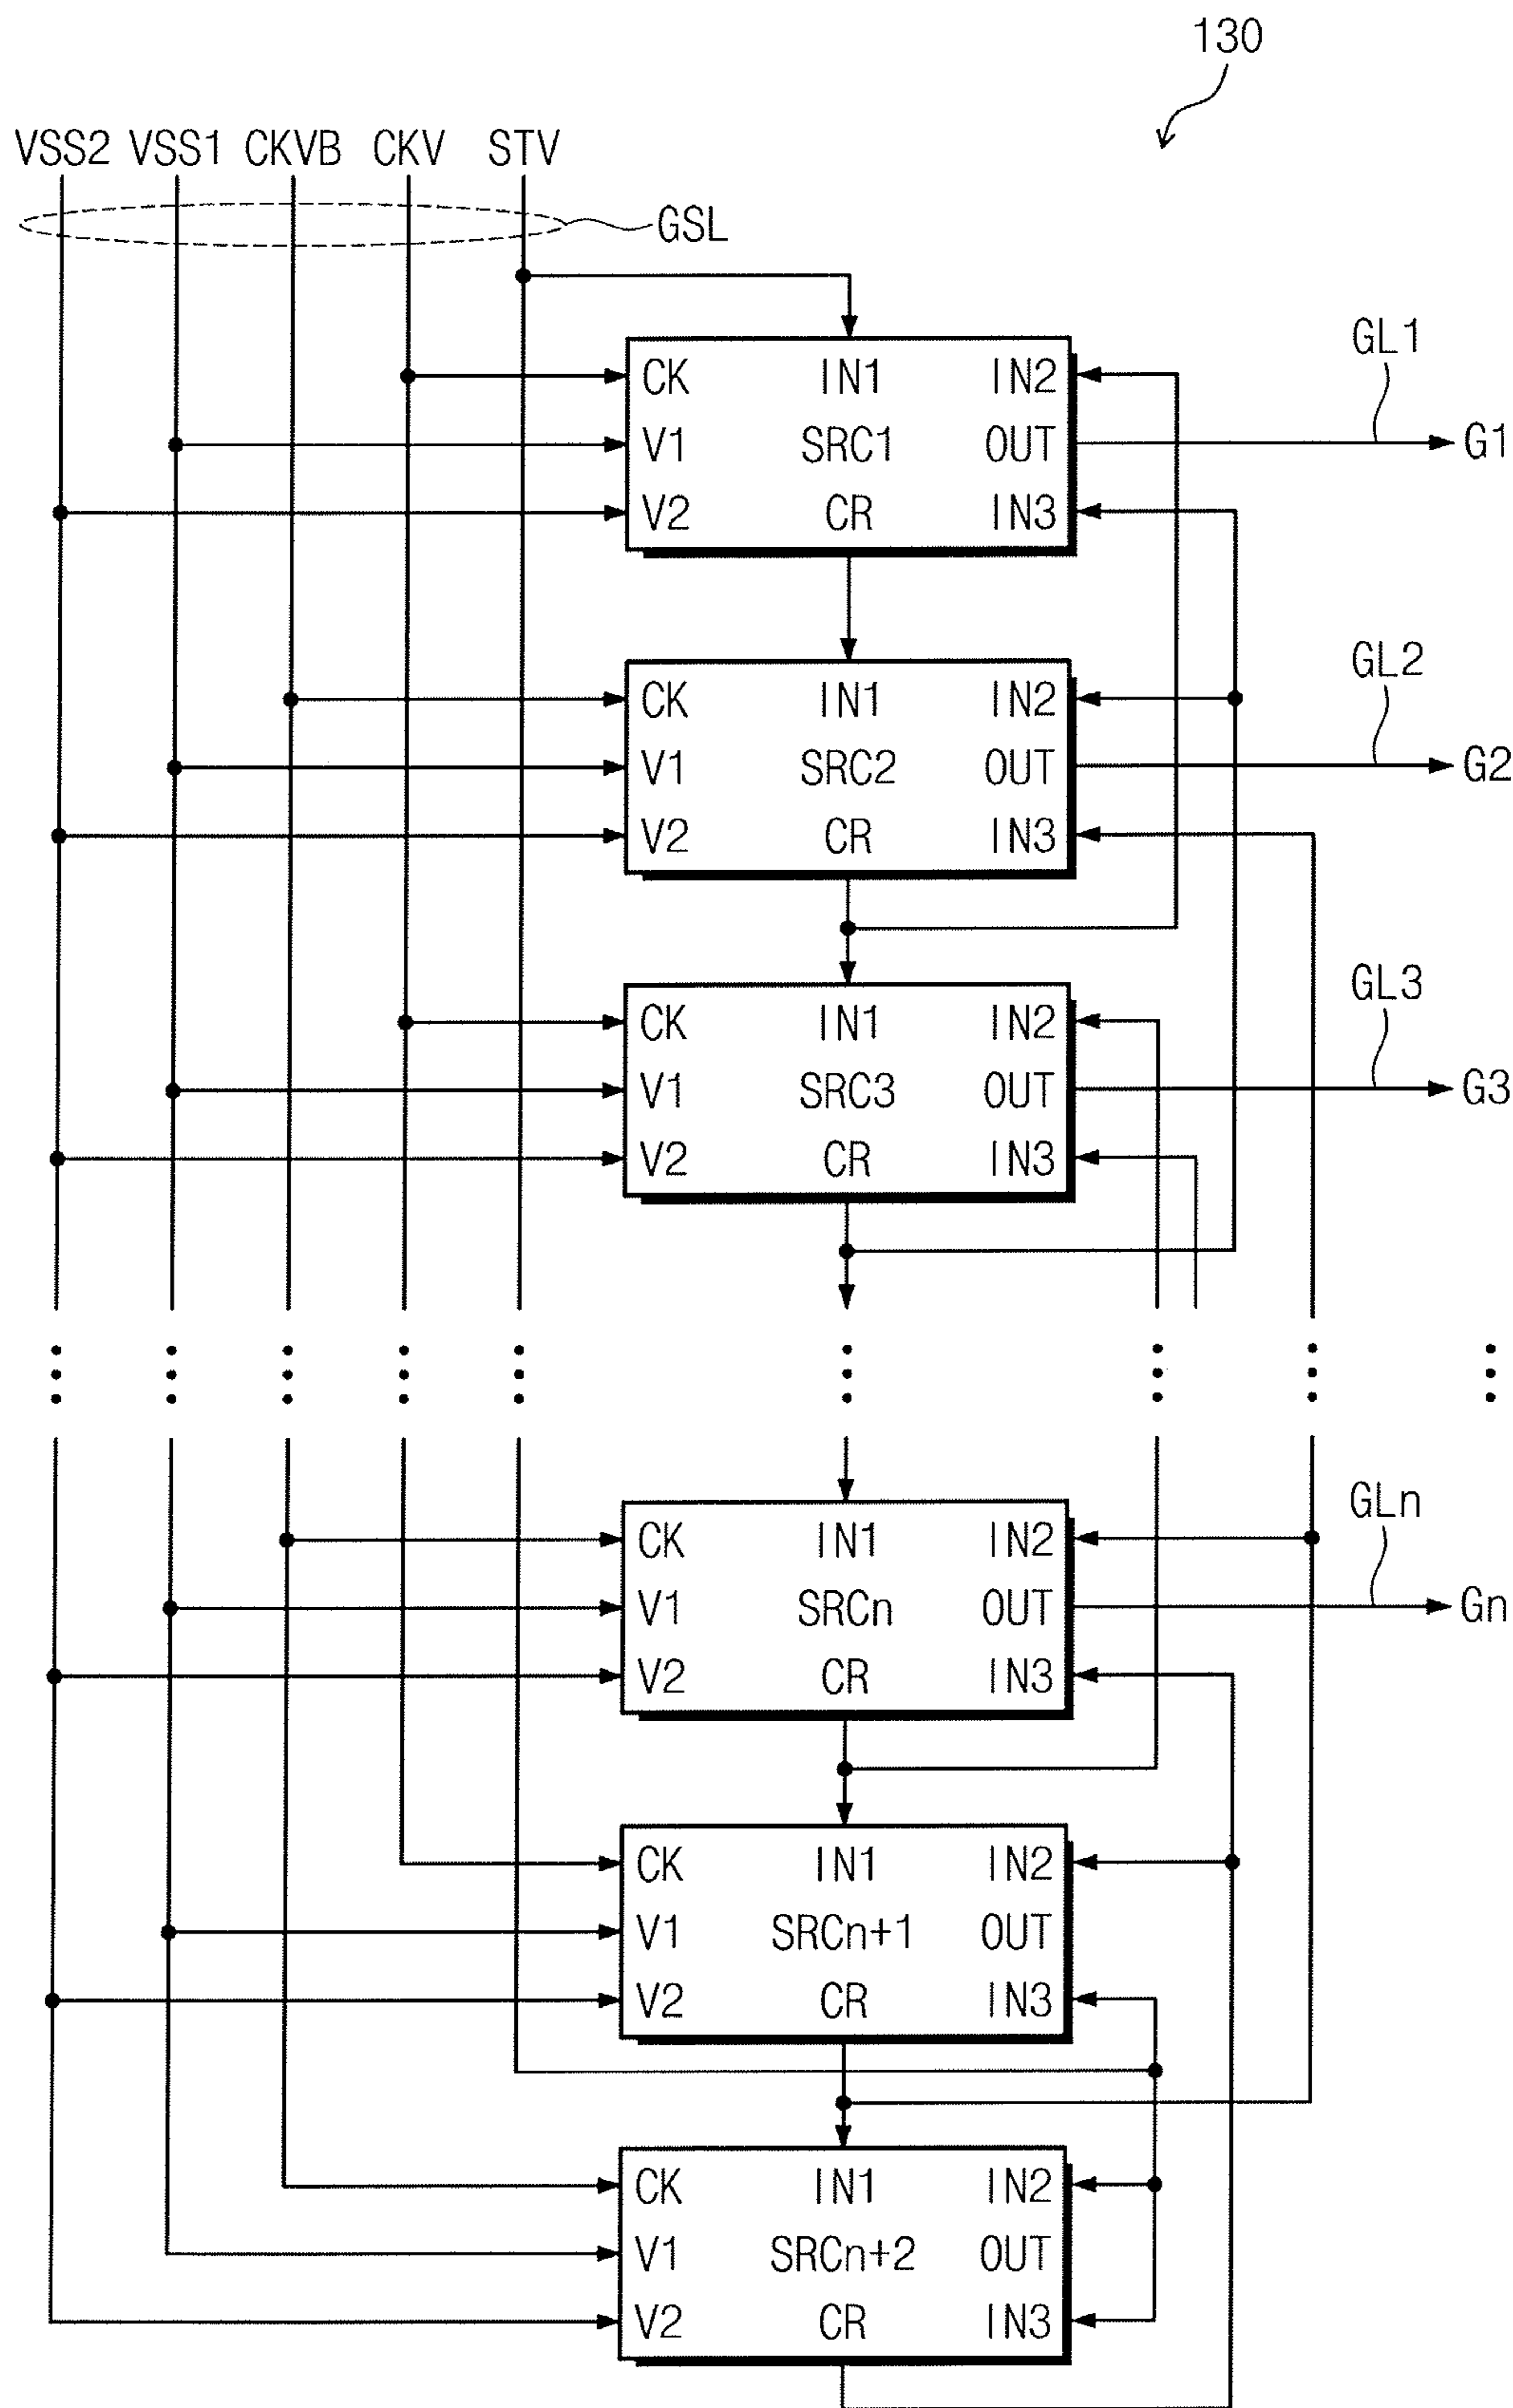 130
VSS2 VSS1 CKVB CKV STV
GSL
GL1
CK IN1 IN2
V1 SRC1 OUT G1
V2 CR IN3
GL2
CK IN1 IN2
V1 SRC2 OUT G2
V2 CR IN3
GL3
CK IN1 IN2
V1 SRC3 OUT G3
V2 CR IN3
GLn
CK IN1 IN2
V1 SRCn OUT Gn
V2 CR IN3
CK IN1 IN2
V1 SRCn+1 OUT
V2 CR IN3
CK IN1 IN2
V1 SRCn+2 OUT
V2 CR IN3